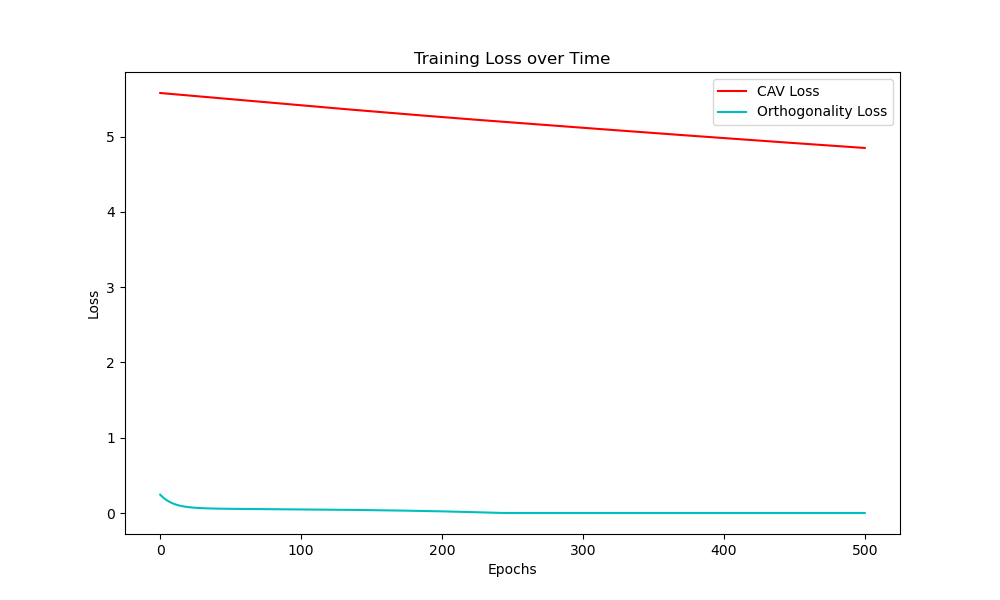 Training Loss over Time
CAV Loss
Orthogonality Loss
5
4
3
2
1
0
Loss
0 100 200 300 400 500
Epochs